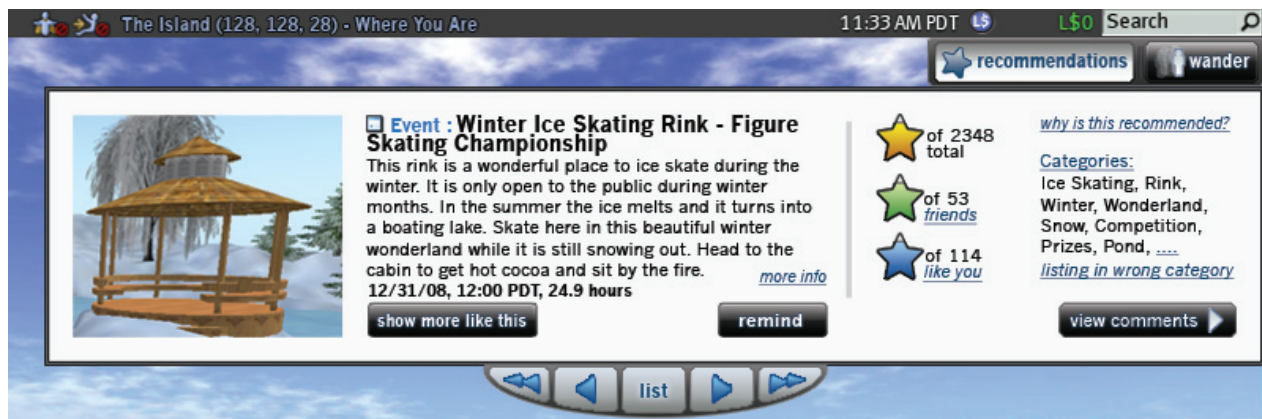 The Island (128, 128, 28) - Where You Are
11:33 AM PDT L$ L$0 Search
recommendations wander
Event : Winter Ice Skating Rink - Figure
Skating Championship
This rink is a wonderful place to ice skate during the
winter. It is only open to the public during winter
months. In the summer the ice melts and it turns into
a boating lake. Skate here in this beautiful winter
wonderland while it is still snowing out. Head to the
cabin to get hot cocoa and sit by the fire.
more info
12/31/08, 12:00 PDT, 24.9 hours
show more like this remind
of 2348
total
of 53
friends
of 114
like you
why is this recommended?
Categories:
Ice Skating, Rink,
Winter, Wonderland,
Snow, Competition,
Prizes, Pond, ....
listing in wrong category
view comments
list